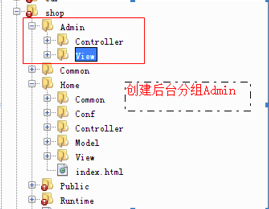 shop
Admin
Controller
View
Common
Home
创建后台分组Admin
Common
Conf
Controller
Model
View
index.html
Public
Runtime